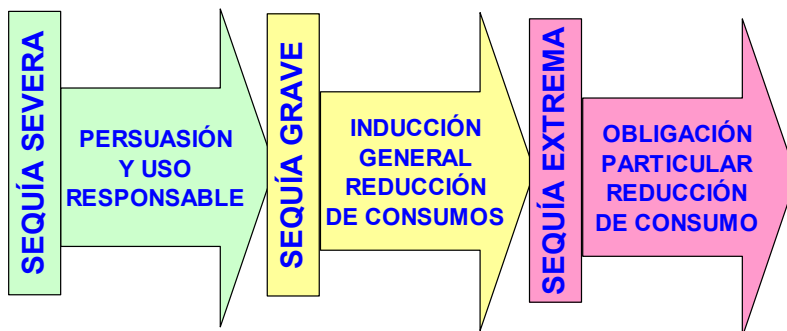 SEQUÍA SEVERA
PERSUASIÓN
Y USO
RESPONSABLE
SEQUÍA GRAVE
INDUCCIÓN
GENERAL
REDUCCIÓN
DE CONSUMOS
SEQUÍA EXTREMA
OBLIGACIÓN
PARTICULAR
REDUCCIÓN
DE CONSUMO